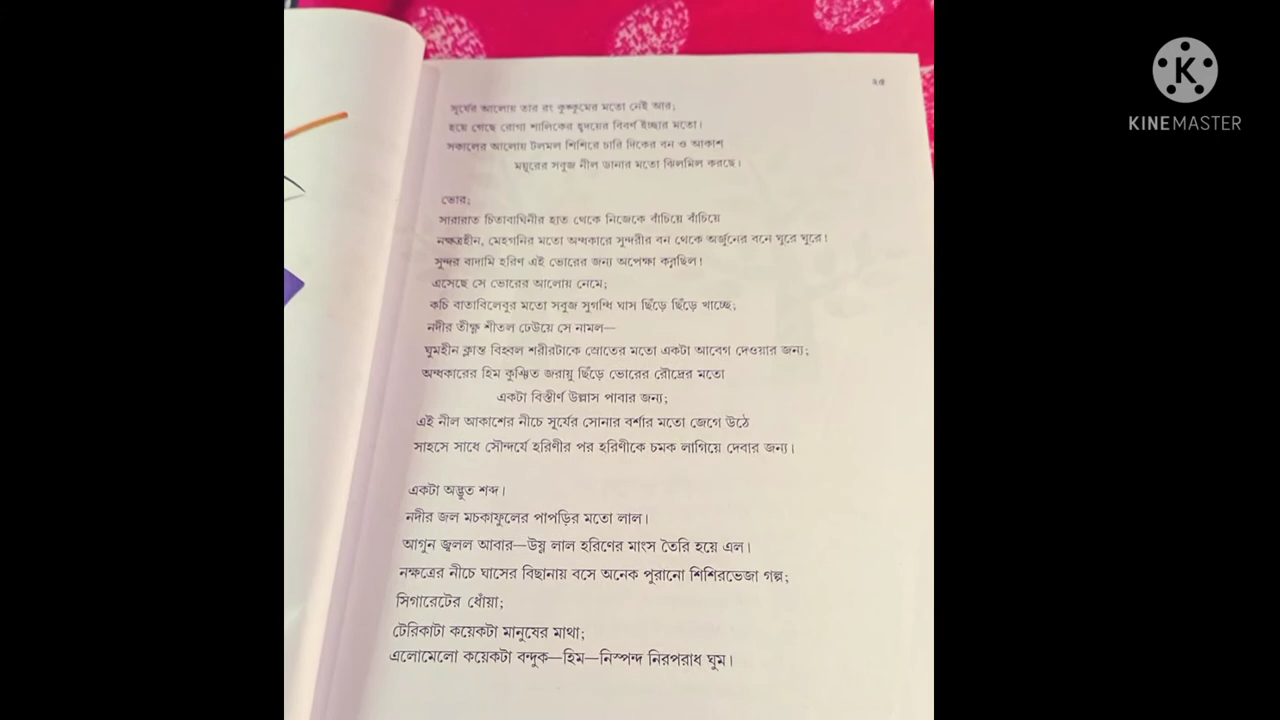 ২৫
সূর্যের আলোয় তার রং কুঙ্কুমের মতো নেই আর;
হয়ে গেছে রোগা শালিকের হৃদয়ের বিবর্ণ ইচ্ছার মতো।
সকালের আলোয় টলমল শিশিরে চারি দিকের বন ও আকাশ
ময়ূরের সবুজ নীল ডানার মতো ঝিলমিল করছে।
ভোর;
সারারাত চিতাবাঘিনীর হাত থেকে নিজেকে বাঁচিয়ে বাঁচিয়ে
নক্ষত্রহীন, মেহগনির মতো অন্ধকারে সুন্দরীর বন থেকে অর্জুনের বনে ঘুরে ঘুরে!
সুন্দর বাদামি হরিণ এই ভোরের জন্য অপেক্ষা করছিল!
এসেছে সে ভোরের আলোয় নেমে;
কচি বাতাবিলেবুর মতো সবুজ সুগন্ধি ঘাস ছিঁড়ে ছিঁড়ে খাচ্ছে;
নদীর তীক্ষ্ণ শীতল ঢেউয়ে সে নামল—
ঘুমহীন ক্লান্ত বিহ্বল শরীরটাকে স্রোতের মতো একটা আবেগ দেওয়ার জন্য;
অন্ধকারের হিম কুঞ্চিত জরায়ু ছিঁড়ে ভোরের রৌদ্রের মতো
একটা বিস্তীর্ণ উল্লাস পাবার জন্য;
এই নীল আকাশের নীচে সূর্যের সোনার বর্শার মতো জেগে উঠে
সাহসে সাধে সৌন্দর্যে হরিণীর পর হরিণীকে চমক লাগিয়ে দেবার জন্য।
একটা অদ্ভুত শব্দ।
নদীর জল মচকাফুলের পাপড়ির মতো লাল।
আগুন জ্বলল আবার—উষ্ণ লাল হরিণের মাংস তৈরি হয়ে এল।
নক্ষত্রের নীচে ঘাসের বিছানায় বসে অনেক পুরানো শিশিরভেজা গল্প;
সিগারেটের ধোঁয়া;
টেরিকাটা কয়েকটা মানুষের মাথা;
এলোমেলো কয়েকটা বন্দুক—হিম—নিস্পন্দ নিরপরাধ ঘুম।
K
KINEMASTER